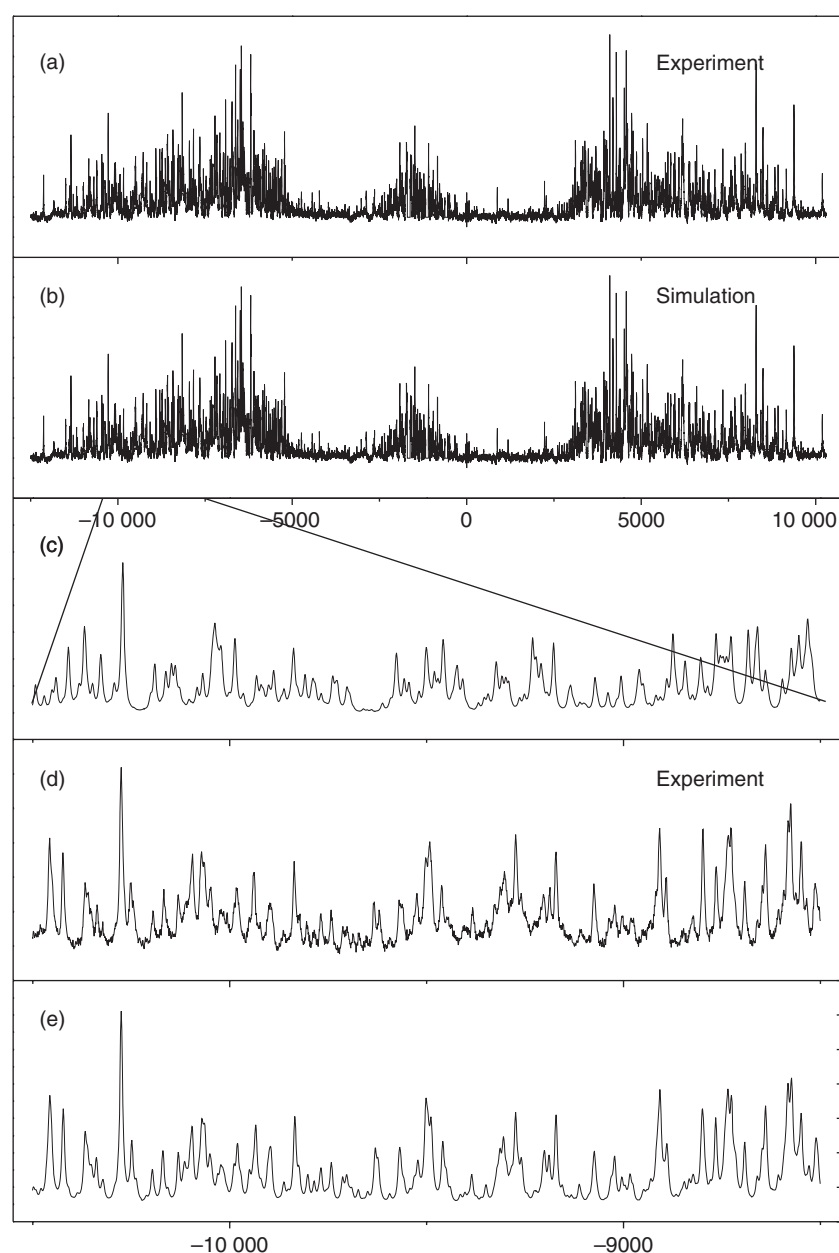 (a)
Experiment
(b)
Simulation
–10 000 –5000 0 5000 10 000
(c)
(d)
Experiment
(e)
–10 000 –9000